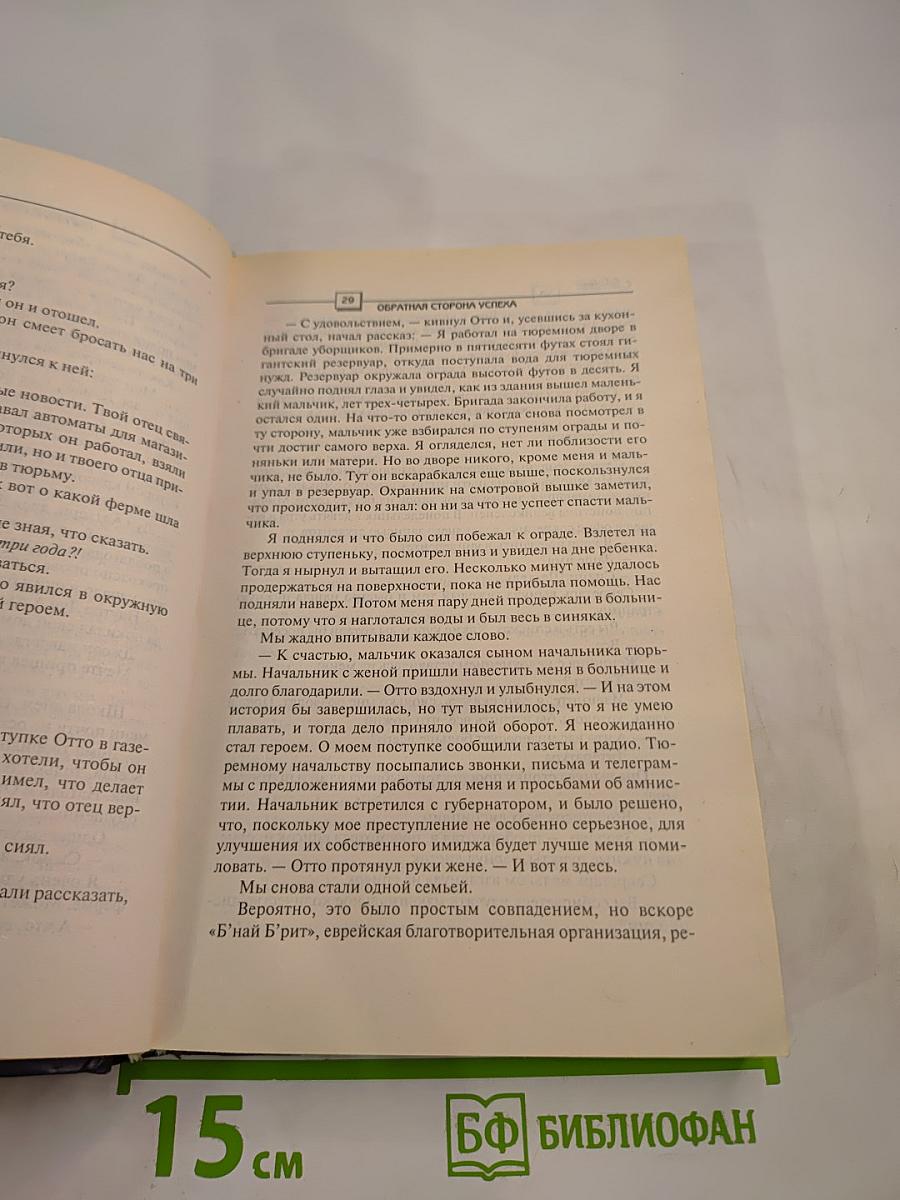 тебя.
я?
он и отошел.
он смеет бросать нас на три
нулся к ней:
ые новости. Твой отец свя-
авал автоматы для магази-
оторых он работал, взяли
или, но и твоего отца при-
в тюрьму.
к вот о какой ферме шла
е зная, что сказать.
три года?!
ваться.
о явился в окружную
й героем.
тупке Отто в газе-
хотели, чтобы он
имел, что делает
ял, что отец вер-
сиял.
али рассказать,
29 ОБРАТНАЯ СТОРОНА УСПЕХА
— С удовольствием, — кивнул Отто и, усевшись за кухон-
ный стол, начал рассказ: — Я работал на тюремном дворе в
бригаде уборщиков. Примерно в пятидесяти футах стоял ги-
гантский резервуар, откуда поступала вода для тюремных
нужд. Резервуар окружала ограда высотой футов в десять. Я
случайно поднял глаза и увидел, как из здания вышел малень-
кий мальчик, лет трех-четырех. Бригада закончила работу, и я
остался один. На что-то отвлекся, а когда снова посмотрел в
ту сторону, мальчик уже взбирался по ступеням ограды и по-
чти достиг самого верха. Я огляделся, нет ли поблизости его
няньки или матери. Но во дворе никого, кроме меня и маль-
чика, не было. Тут он вскарабкался еще выше, поскользнулся
и упал в резервуар. Охранник на смотровой вышке заметил,
что происходит, но я знал: он ни за что не успеет спасти маль-
чика.
Я поднялся и что было сил побежал к ограде. Взлетел на
верхнюю ступеньку, посмотрел вниз и увидел на дне ребенка.
Тогда я нырнул и вытащил его. Несколько минут мне удалось
продержаться на поверхности, пока не прибыла помощь. Нас
подняли наверх. Потом меня пару дней продержали в больни-
це, потому что я наглотался воды и был весь в синяках.
Мы жадно впитывали каждое слово.
— К счастью, мальчик оказался сыном начальника тюрь-
мы. Начальник с женой пришли навестить меня в больнице и
долго благодарили. — Отто вздохнул и улыбнулся. — И на этом
история бы завершилась, но тут выяснилось, что я не умею
плавать, и тогда дело приняло иной оборот. Я неожиданно
стал героем. О моем поступке сообщили газеты и радио. Тю-
ремному начальству посыпались звонки, письма и телеграм-
мы с предложениями работы для меня и просьбами об амнис-
тии. Начальник встретился с губернатором, и было решено,
что, поскольку мое преступление не особенно серьезное, для
улучшения их собственного имиджа будет лучше меня поми-
ловать. — Отто протянул руки жене. — И вот я здесь.
Мы снова стали одной семьей.
Вероятно, это было простым совпадением, но вскоре
«Б’най Б’рит», еврейская благотворительная организация, ре-
15 см
БФ БИБЛИОФАН